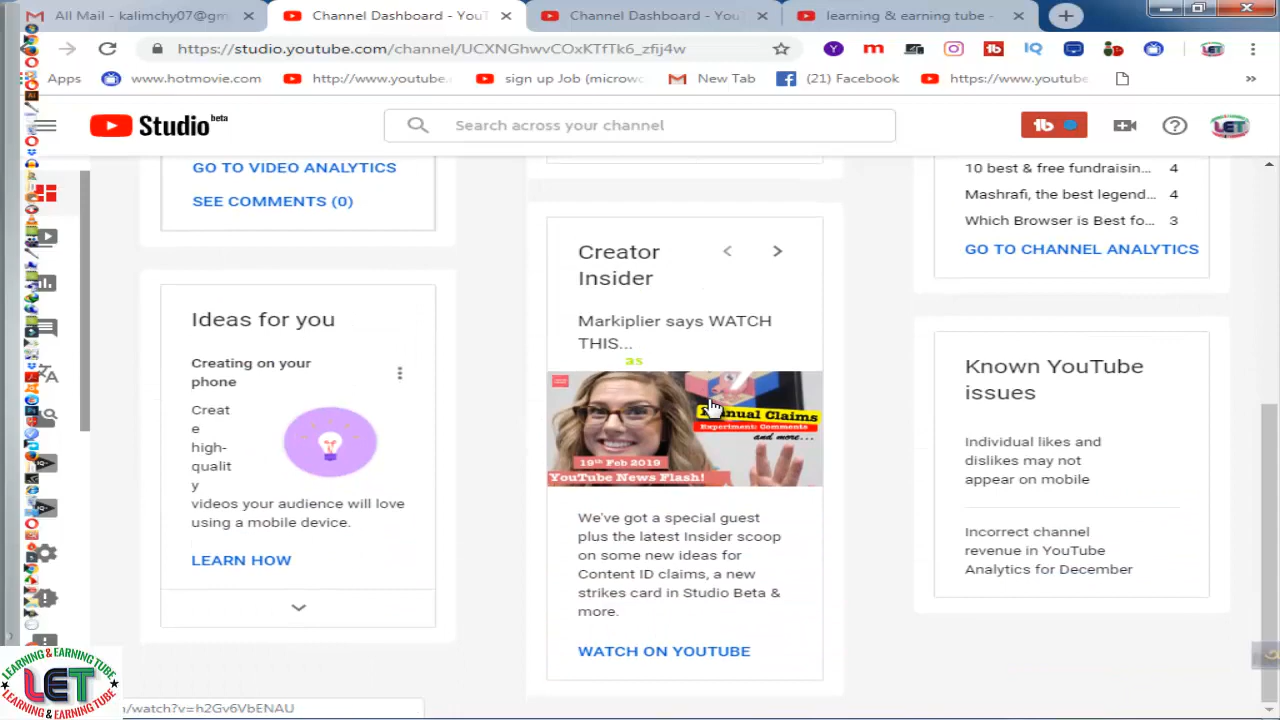 All Mail - kalimchy07@gm
Channel Dashboard - YouT
Channel Dashboard - You
learning & earning tube -
https://studio.youtube.com/channel/UCXNGhwvCOxKTfTk6_zfij4w
Apps
www.hotmovie.com
http://www.youtube.
sign up Job (microwo
New Tab
(21) Facebook
https://www.youtube
Studio beta
Search across your channel
GO TO VIDEO ANALYTICS
SEE COMMENTS (0)
Ideas for you
Creating on your
phone
Creat
e
high-
qualit
y
videos your audience will love
using a mobile device.
LEARN HOW
Creator
Insider
Markiplier says WATCH
THIS...
as
Manual Claims
Experiment: Comments
and more...
19th Feb 2019
YouTube News Flash!
We've got a special guest
plus the latest Insider scoop
on some new ideas for
Content ID claims, a new
strikes card in Studio Beta &
more.
WATCH ON YOUTUBE
10 best & free fundraisin... 4
Mashrafi, the best legend... 4
Which Browser is Best fo... 3
GO TO CHANNEL ANALYTICS
Known YouTube
issues
Individual likes and
dislikes may not
appear on mobile
Incorrect channel
revenue in YouTube
Analytics for December
LEARNING & EARNING TUBE
LET
LEARNING & EARNING TUBE
/watch?v=h2Gv6VbENAU